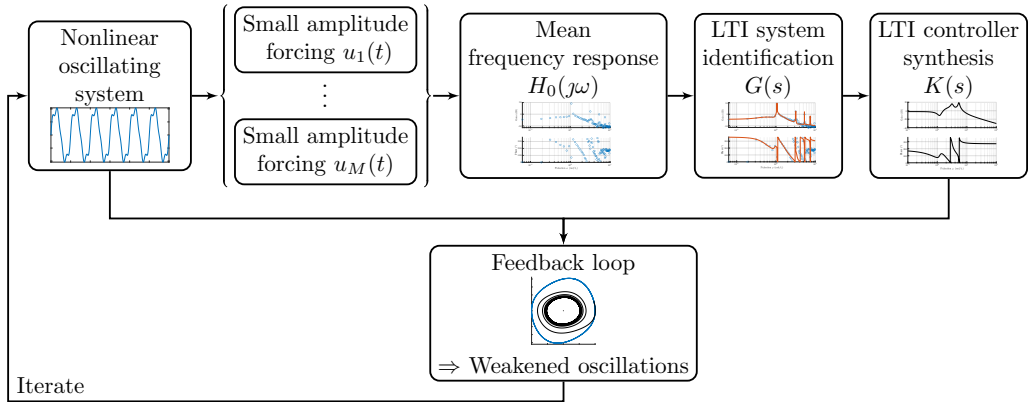 Nonlinear
oscillating
system
Small amplitude
forcing u₁(t)
⋮
Small amplitude
forcing u_M(t)
Mean
frequency response
H₀(ȷω)
LTI system
identification
G(s)
LTI controller
synthesis
K(s)
Feedback loop
⇒ Weakened oscillations
Iterate